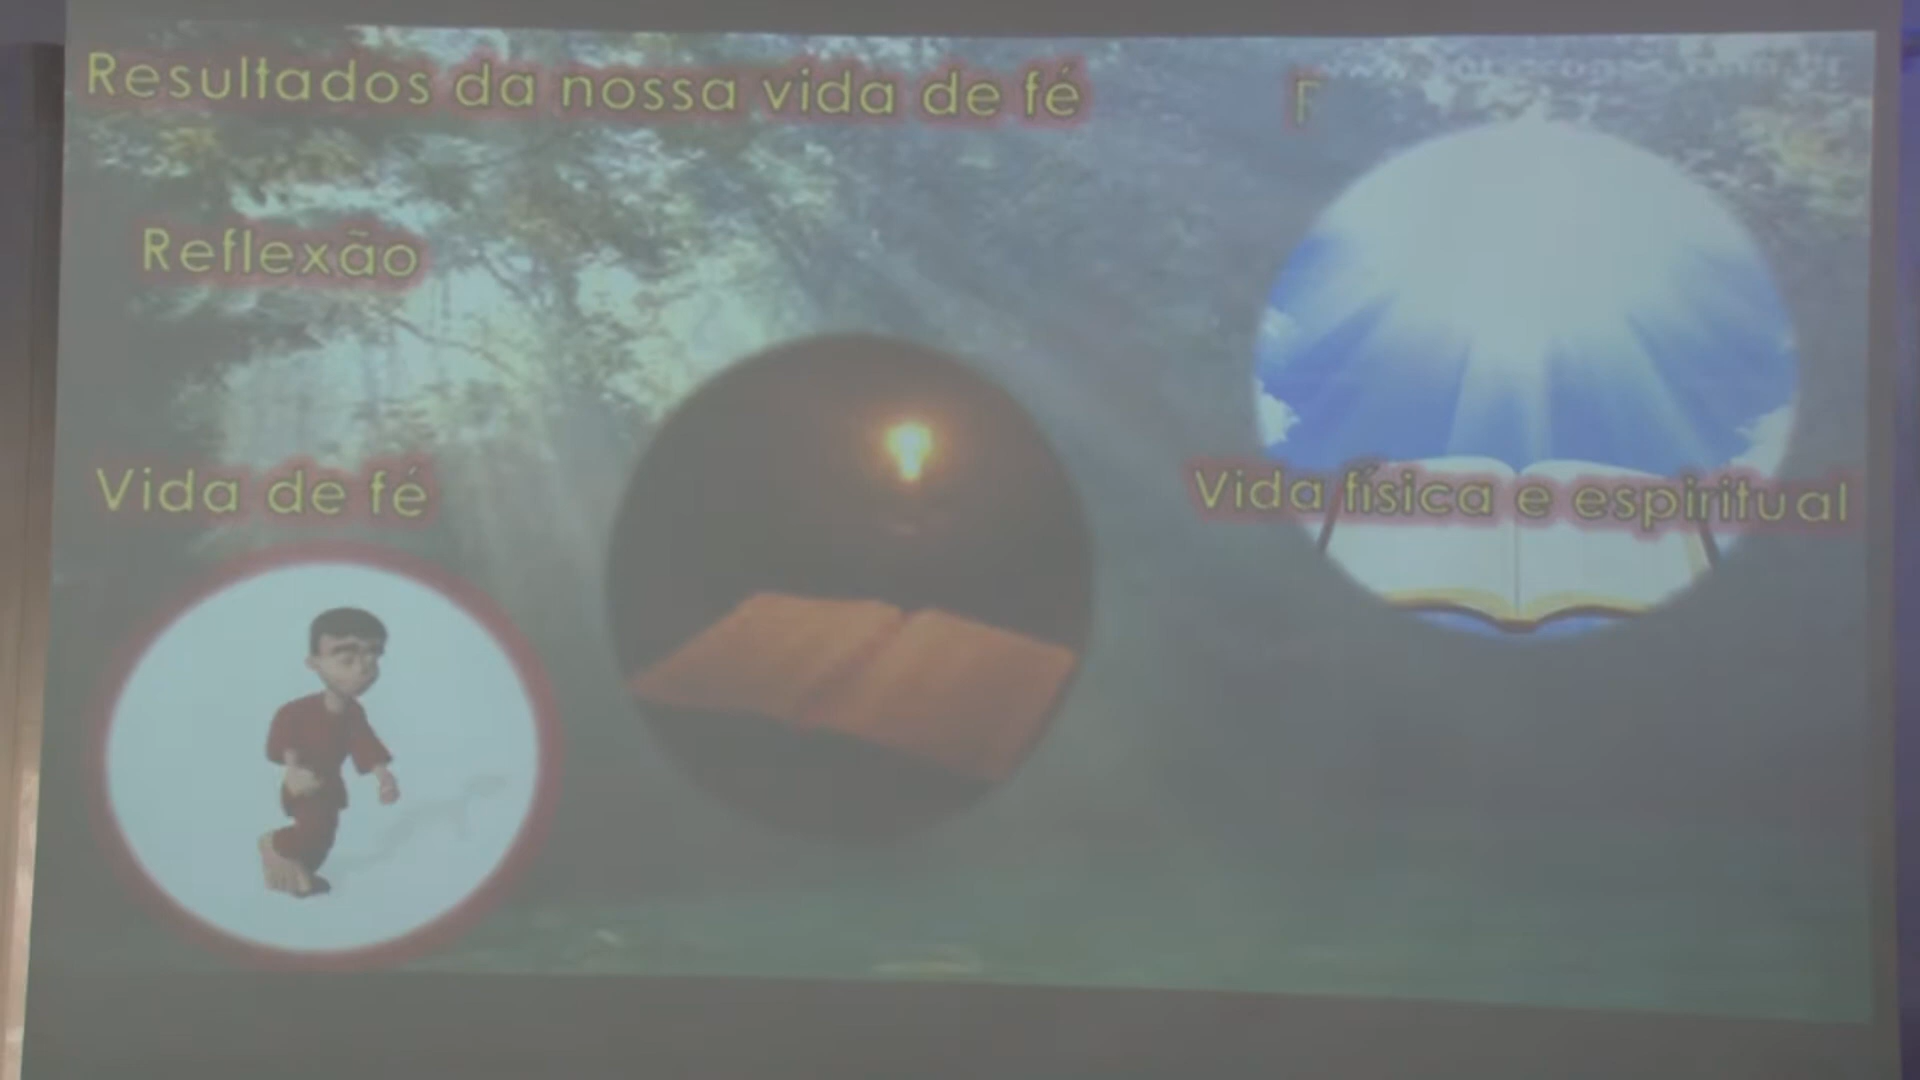 Resultados da nossa vida de fé
F
Reflexão
Vida de fé
Vida física e espiritual